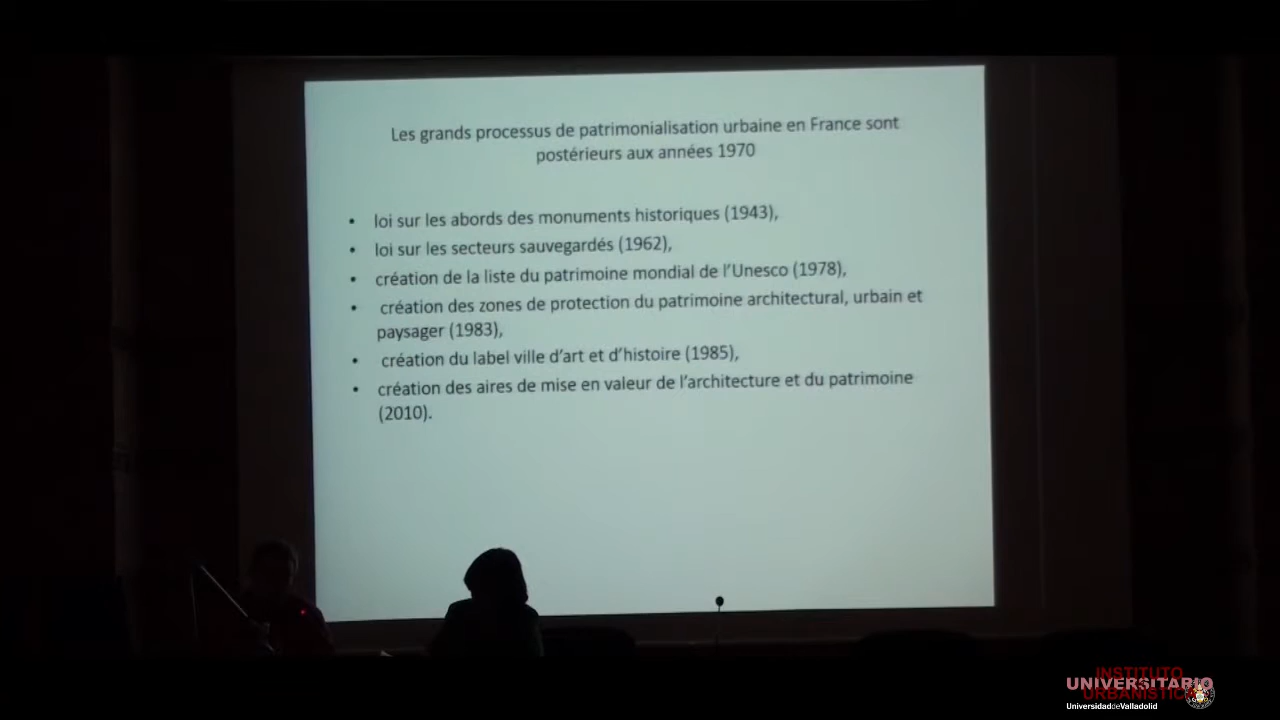 Les grands processus de patrimonialisation urbaine en France sont
postérieurs aux années 1970
• loi sur les abords des monuments historiques (1943),
• loi sur les secteurs sauvegardés (1962),
• création de la liste du patrimoine mondial de l'Unesco (1978),
• création des zones de protection du patrimoine architectural, urbain et
paysager (1983),
• création du label ville d'art et d'histoire (1985),
• création des aires de mise en valeur de l'architecture et du patrimoine
(2010).
INSTITUTO
UNIVERSITARIO
URBANÍSTICA
UniversidaddeValladolid